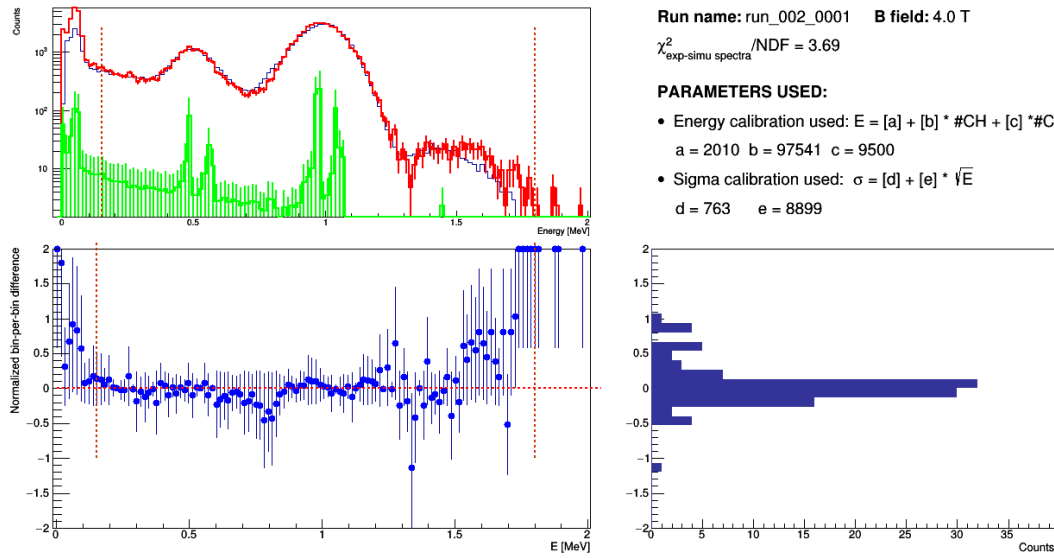 Run name: run_002_0001 B field: 4.0 T
χ²exp-simu spectra/NDF = 3.69
PARAMETERS USED:
• Energy calibration used: E = [a] + [b] * #CH + [c] *#C
a = 2010 b = 97541 c = 9500
• Sigma calibration used: σ = [d] + [e] * √E
d = 763 e = 8899
Counts
10³
10²
10
0 0.5 1 1.5 2
Energy [MeV]
Normalized bin-per-bin difference
2
1.5
1
0.5
0
−0.5
−1
−1.5
−2
0 0.5 1 1.5 2
E [MeV]
2
1.5
1
0.5
0
−0.5
−1
−1.5
−2
0 5 10 15 20 25 30 35
Counts